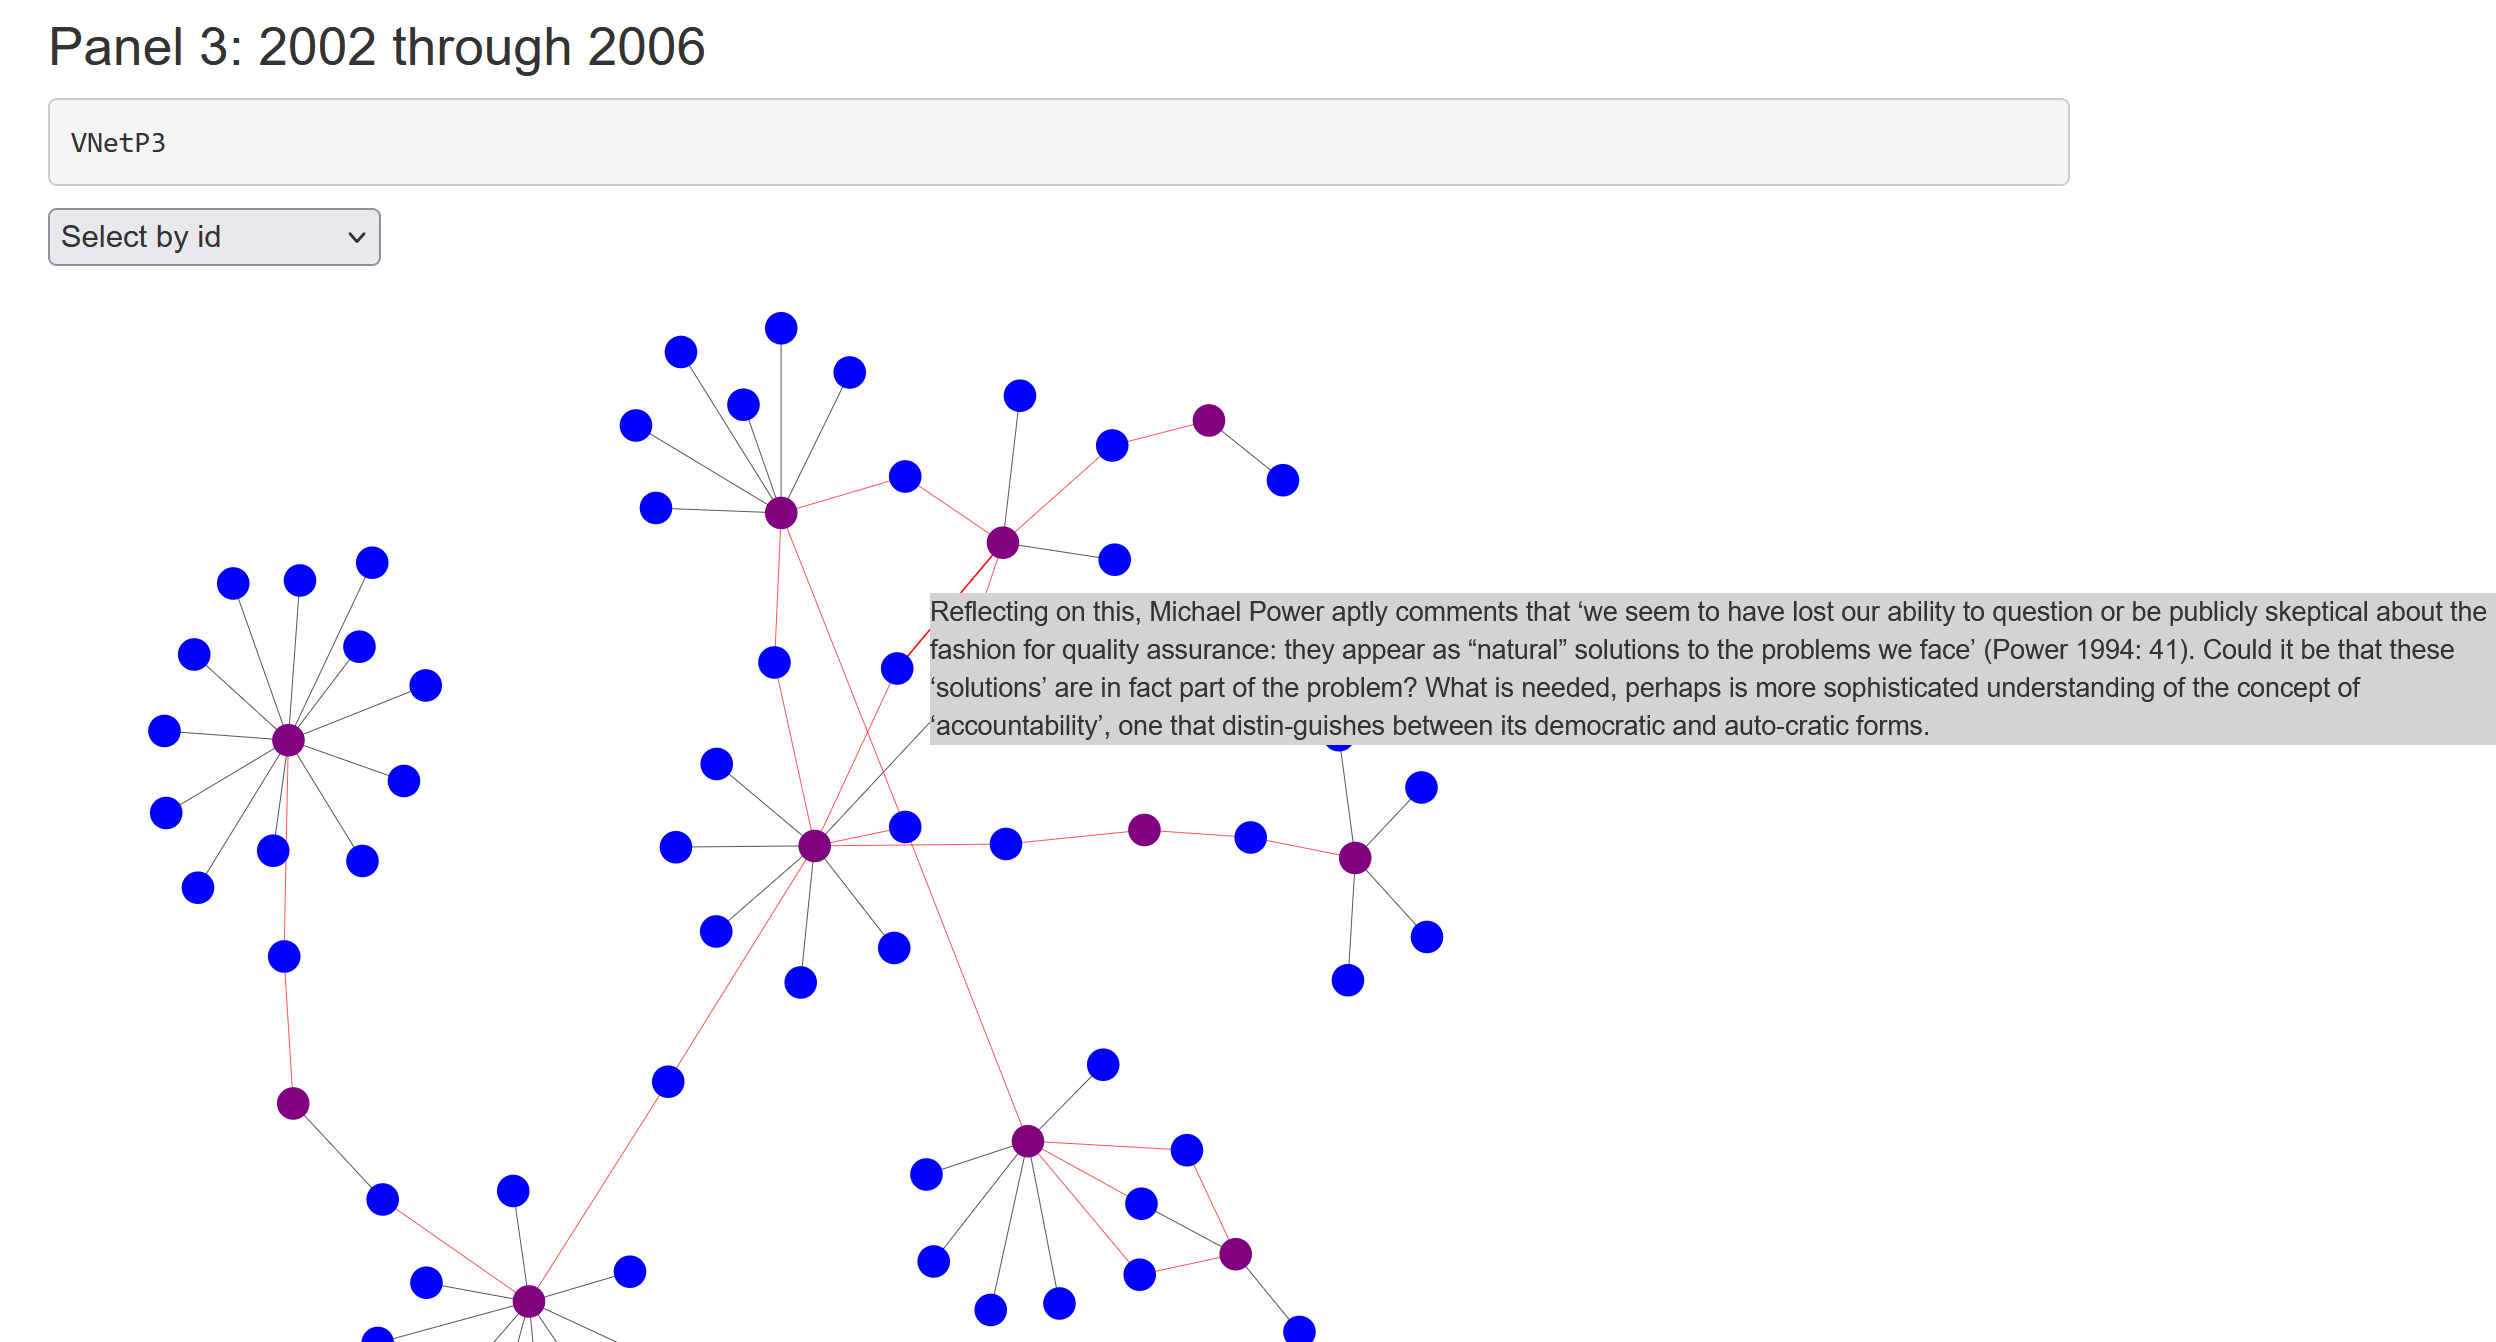 Panel 3: 2002 through 2006
VNetP3
Select by id
Reflecting on this, Michael Power aptly comments that ‘we seem to have lost our ability to question or be publicly skeptical about the
fashion for quality assurance: they appear as “natural” solutions to the problems we face’ (Power 1994: 41). Could it be that these
‘solutions’ are in fact part of the problem? What is needed, perhaps is more sophisticated understanding of the concept of
‘accountability’, one that distin-guishes between its democratic and auto-cratic forms.